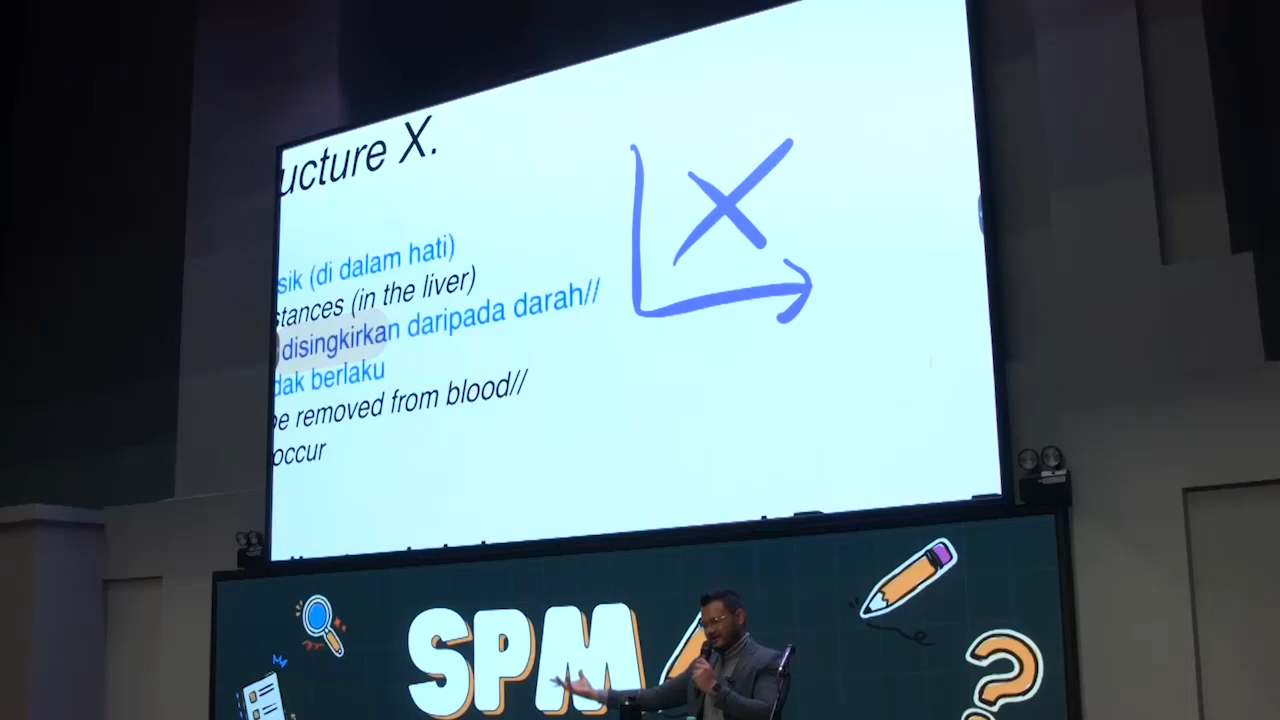 ucture X.
sik (di dalam hati)
stances (in the liver)
disingkirkan daripada darah//
dak berlaku
be removed from blood//
occur
X
SPM
?